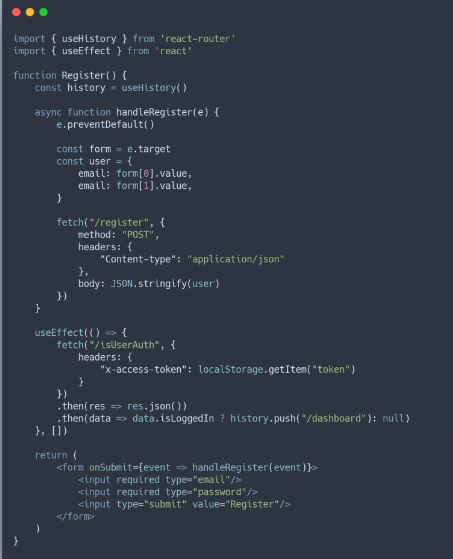 import { useHistory } from 'react-router'
import { useEffect } from 'react'

function Register() {
    const history = useHistory()

    async function handleRegister(e) {
        e.preventDefault()

        const form = e.target
        const user = {
            email: form[0].value,
            email: form[1].value,
        }

        fetch("/register", {
            method: "POST",
            headers: {
                "Content-type": "application/json"
            },
            body: JSON.stringify(user)
        })
    }

    useEffect(() => {
        fetch("/isUserAuth", {
            headers: {
                "x-access-token": localStorage.getItem("token")
            }
        })
        .then(res => res.json())
        .then(data => data.isLoggedIn ? history.push("/dashboard"): null)
    }, [])

    return (
        <form onSubmit={event => handleRegister(event)}>
            <input required type="email"/>
            <input required type="password"/>
            <input type="submit" value="Register"/>
        </form>
    )
}